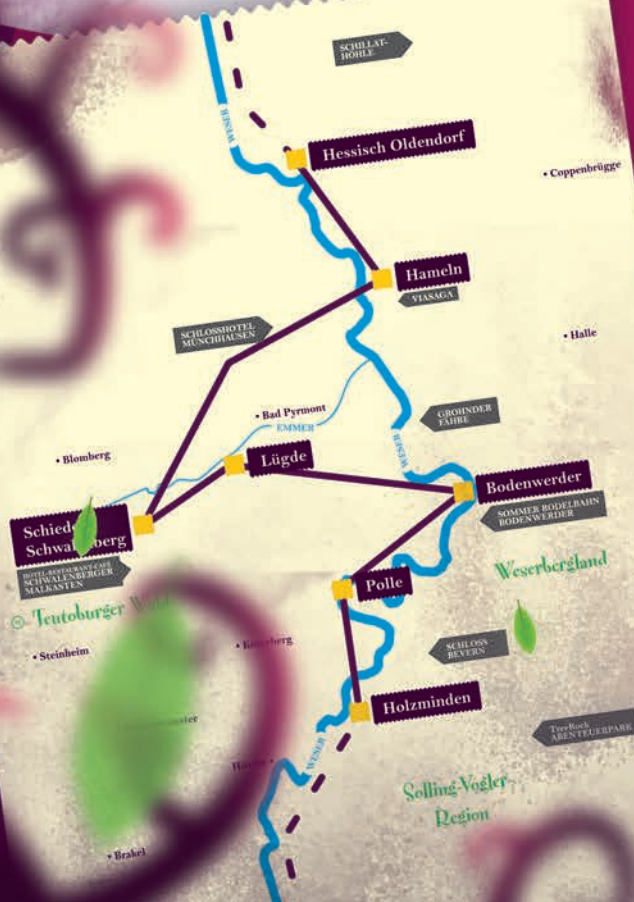 SCHILLAT-
HÖHLE
WESER
Hessisch Oldendorf
• Coppenbrügge
Hameln
VIASAGA
SCHLOSSHOTEL
MÜNCHHAUSEN
• Halle
• Bad Pyrmont
EMMER
GROHNDER
FÄHRE
WESER
• Blomberg
Lügde
Bodenwerder
SOMMER RODELBAHN
BODENWERDER
Schwalenberg
HOTEL-RESTAURANT-CAFÉ
SCHWALENBERGER
MALKASTEN
Weserbergland
Polle
Teutoburger
• Steinheim
SCHLOSS
BEVERN
Holzminden
TreeRock
ABENTEUERPARK
WESER
Solling-Vogler-
Region
• Brakel